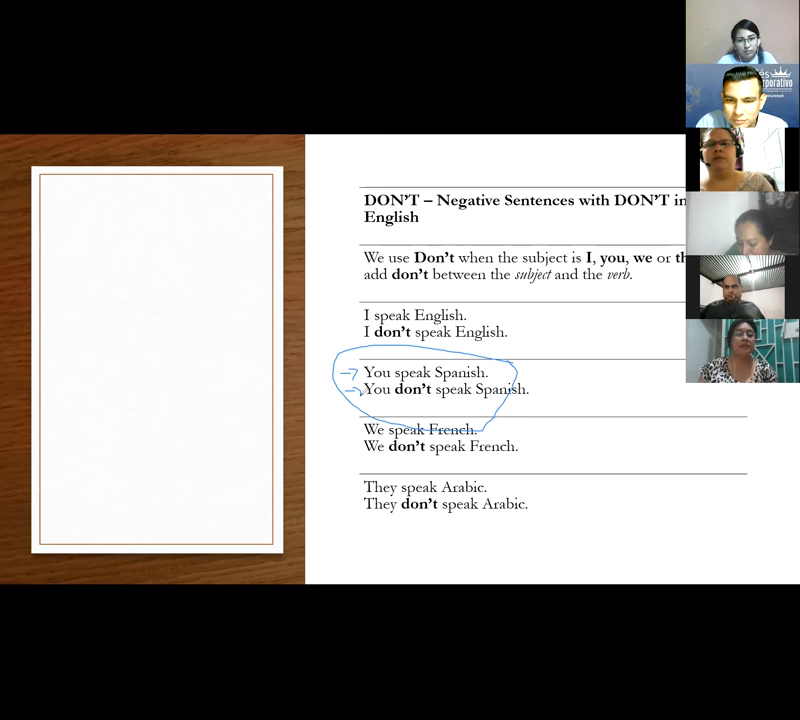 DON'T – Negative Sentences with DON'T in
English
We use Don't when the subject is I, you, we or
add don't between the subject and the verb.
I speak English.
I don't speak English.
You speak Spanish.
You don't speak Spanish.
We speak French.
We don't speak French.
They speak Arabic.
They don't speak Arabic.